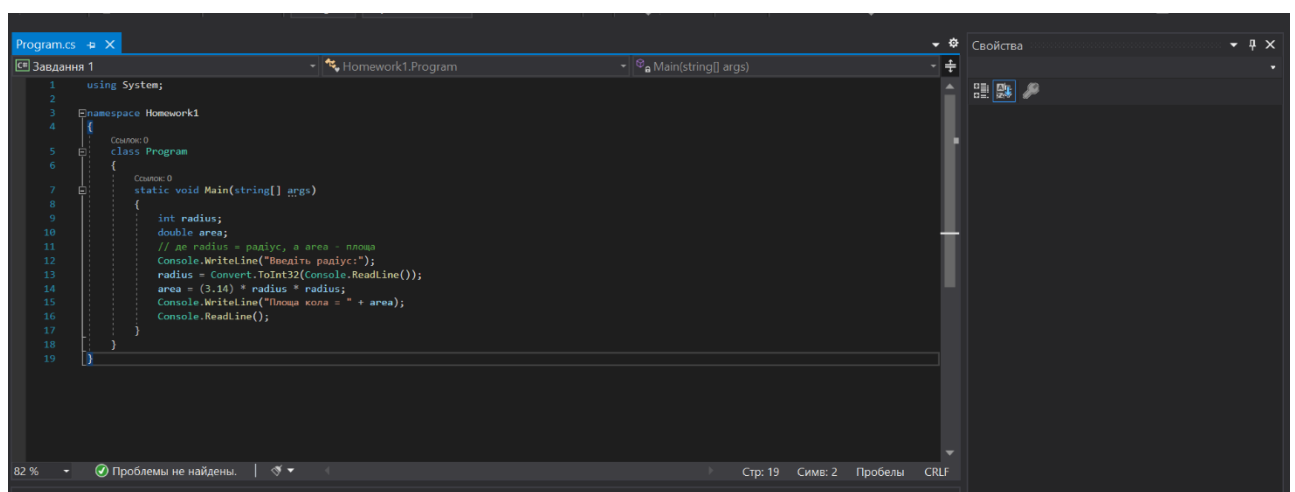 Program.cs
Свойства
C# Завдання 1
Homework1.Program
Main(string[] args)
1 using System;
2
3 namespace Homework1
4 {
Ссылок: 0
5 class Program
6 {
Ссылок: 0
7 static void Main(string[] args)
8 {
9 int radius;
10 double area;
11 // де radius = радіус, а area - площа
12 Console.WriteLine("Введіть радіус:");
13 radius = Convert.ToInt32(Console.ReadLine());
14 area = (3.14) * radius * radius;
15 Console.WriteLine("Площа кола = " + area);
16 Console.ReadLine();
17 }
18 }
19 }
82 %
Проблемы не найдены.
Стр: 19 Симв: 2 Пробелы CRLF